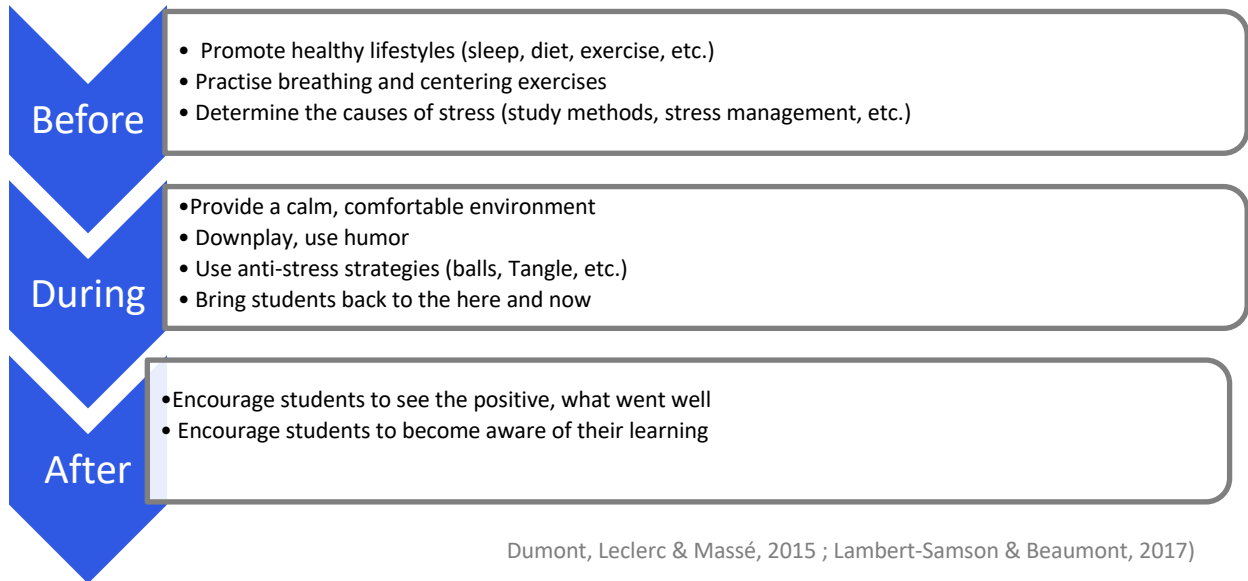 Before
• Promote healthy lifestyles (sleep, diet, exercise, etc.)
• Practise breathing and centering exercises
• Determine the causes of stress (study methods, stress management, etc.)
During
•Provide a calm, comfortable environment
• Downplay, use humor
• Use anti-stress strategies (balls, Tangle, etc.)
• Bring students back to the here and now
After
•Encourage students to see the positive, what went well
• Encourage students to become aware of their learning
Dumont, Leclerc & Massé, 2015 ; Lambert-Samson & Beaumont, 2017)